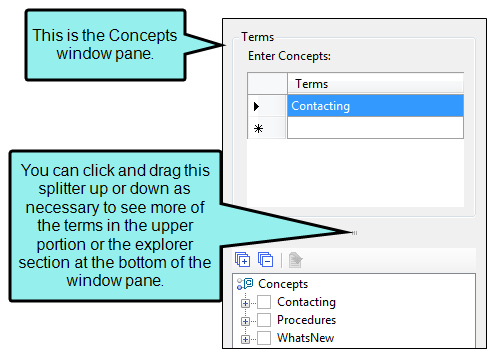 This is the Concepts
window pane.
Terms
Enter Concepts:
Terms
Contacting
You can click and drag this
splitter up or down as
necessary to see more of
the terms in the upper
portion or the explorer
section at the bottom of the
window pane.
Concepts
Contacting
Procedures
WhatsNew